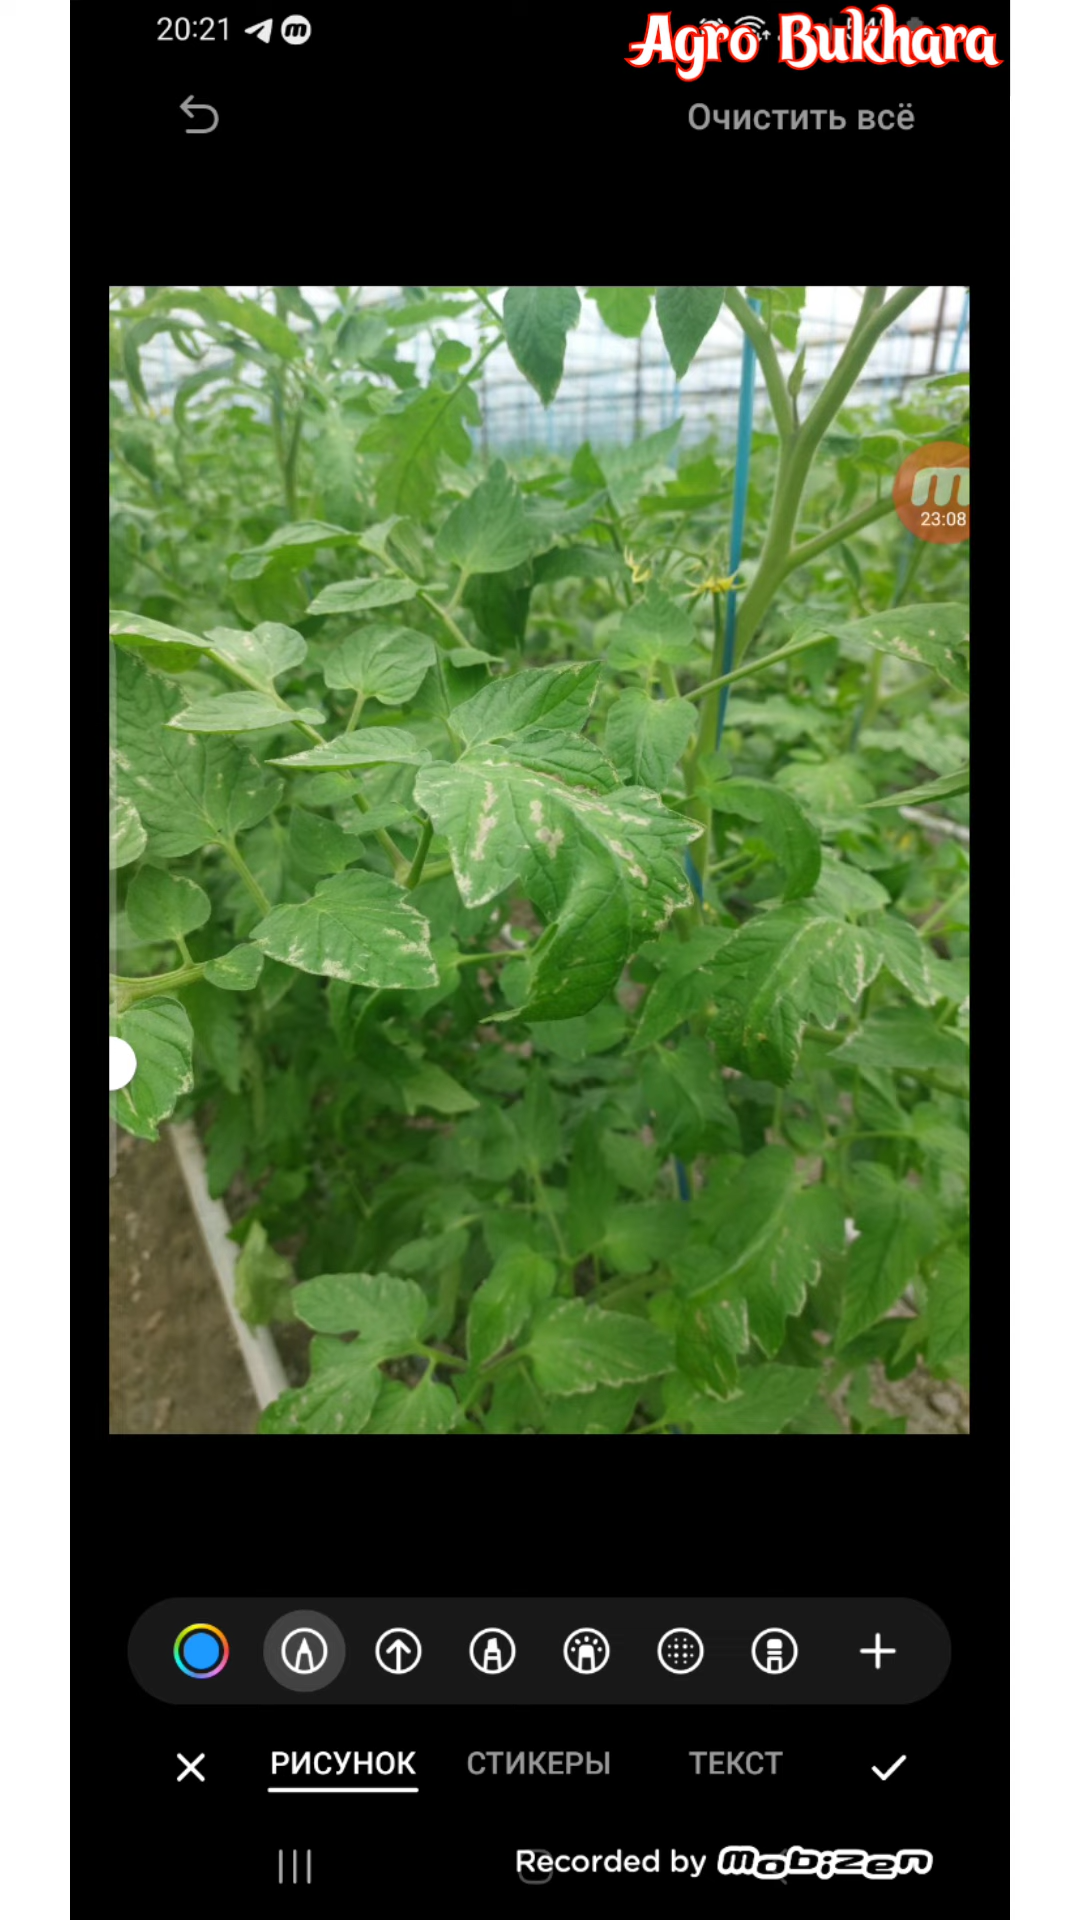 20:21
Agro Bukhara
Очистить всё
23:08
РИСУНОК
СТИКЕРЫ
ТЕКСТ
Recorded by mobizen